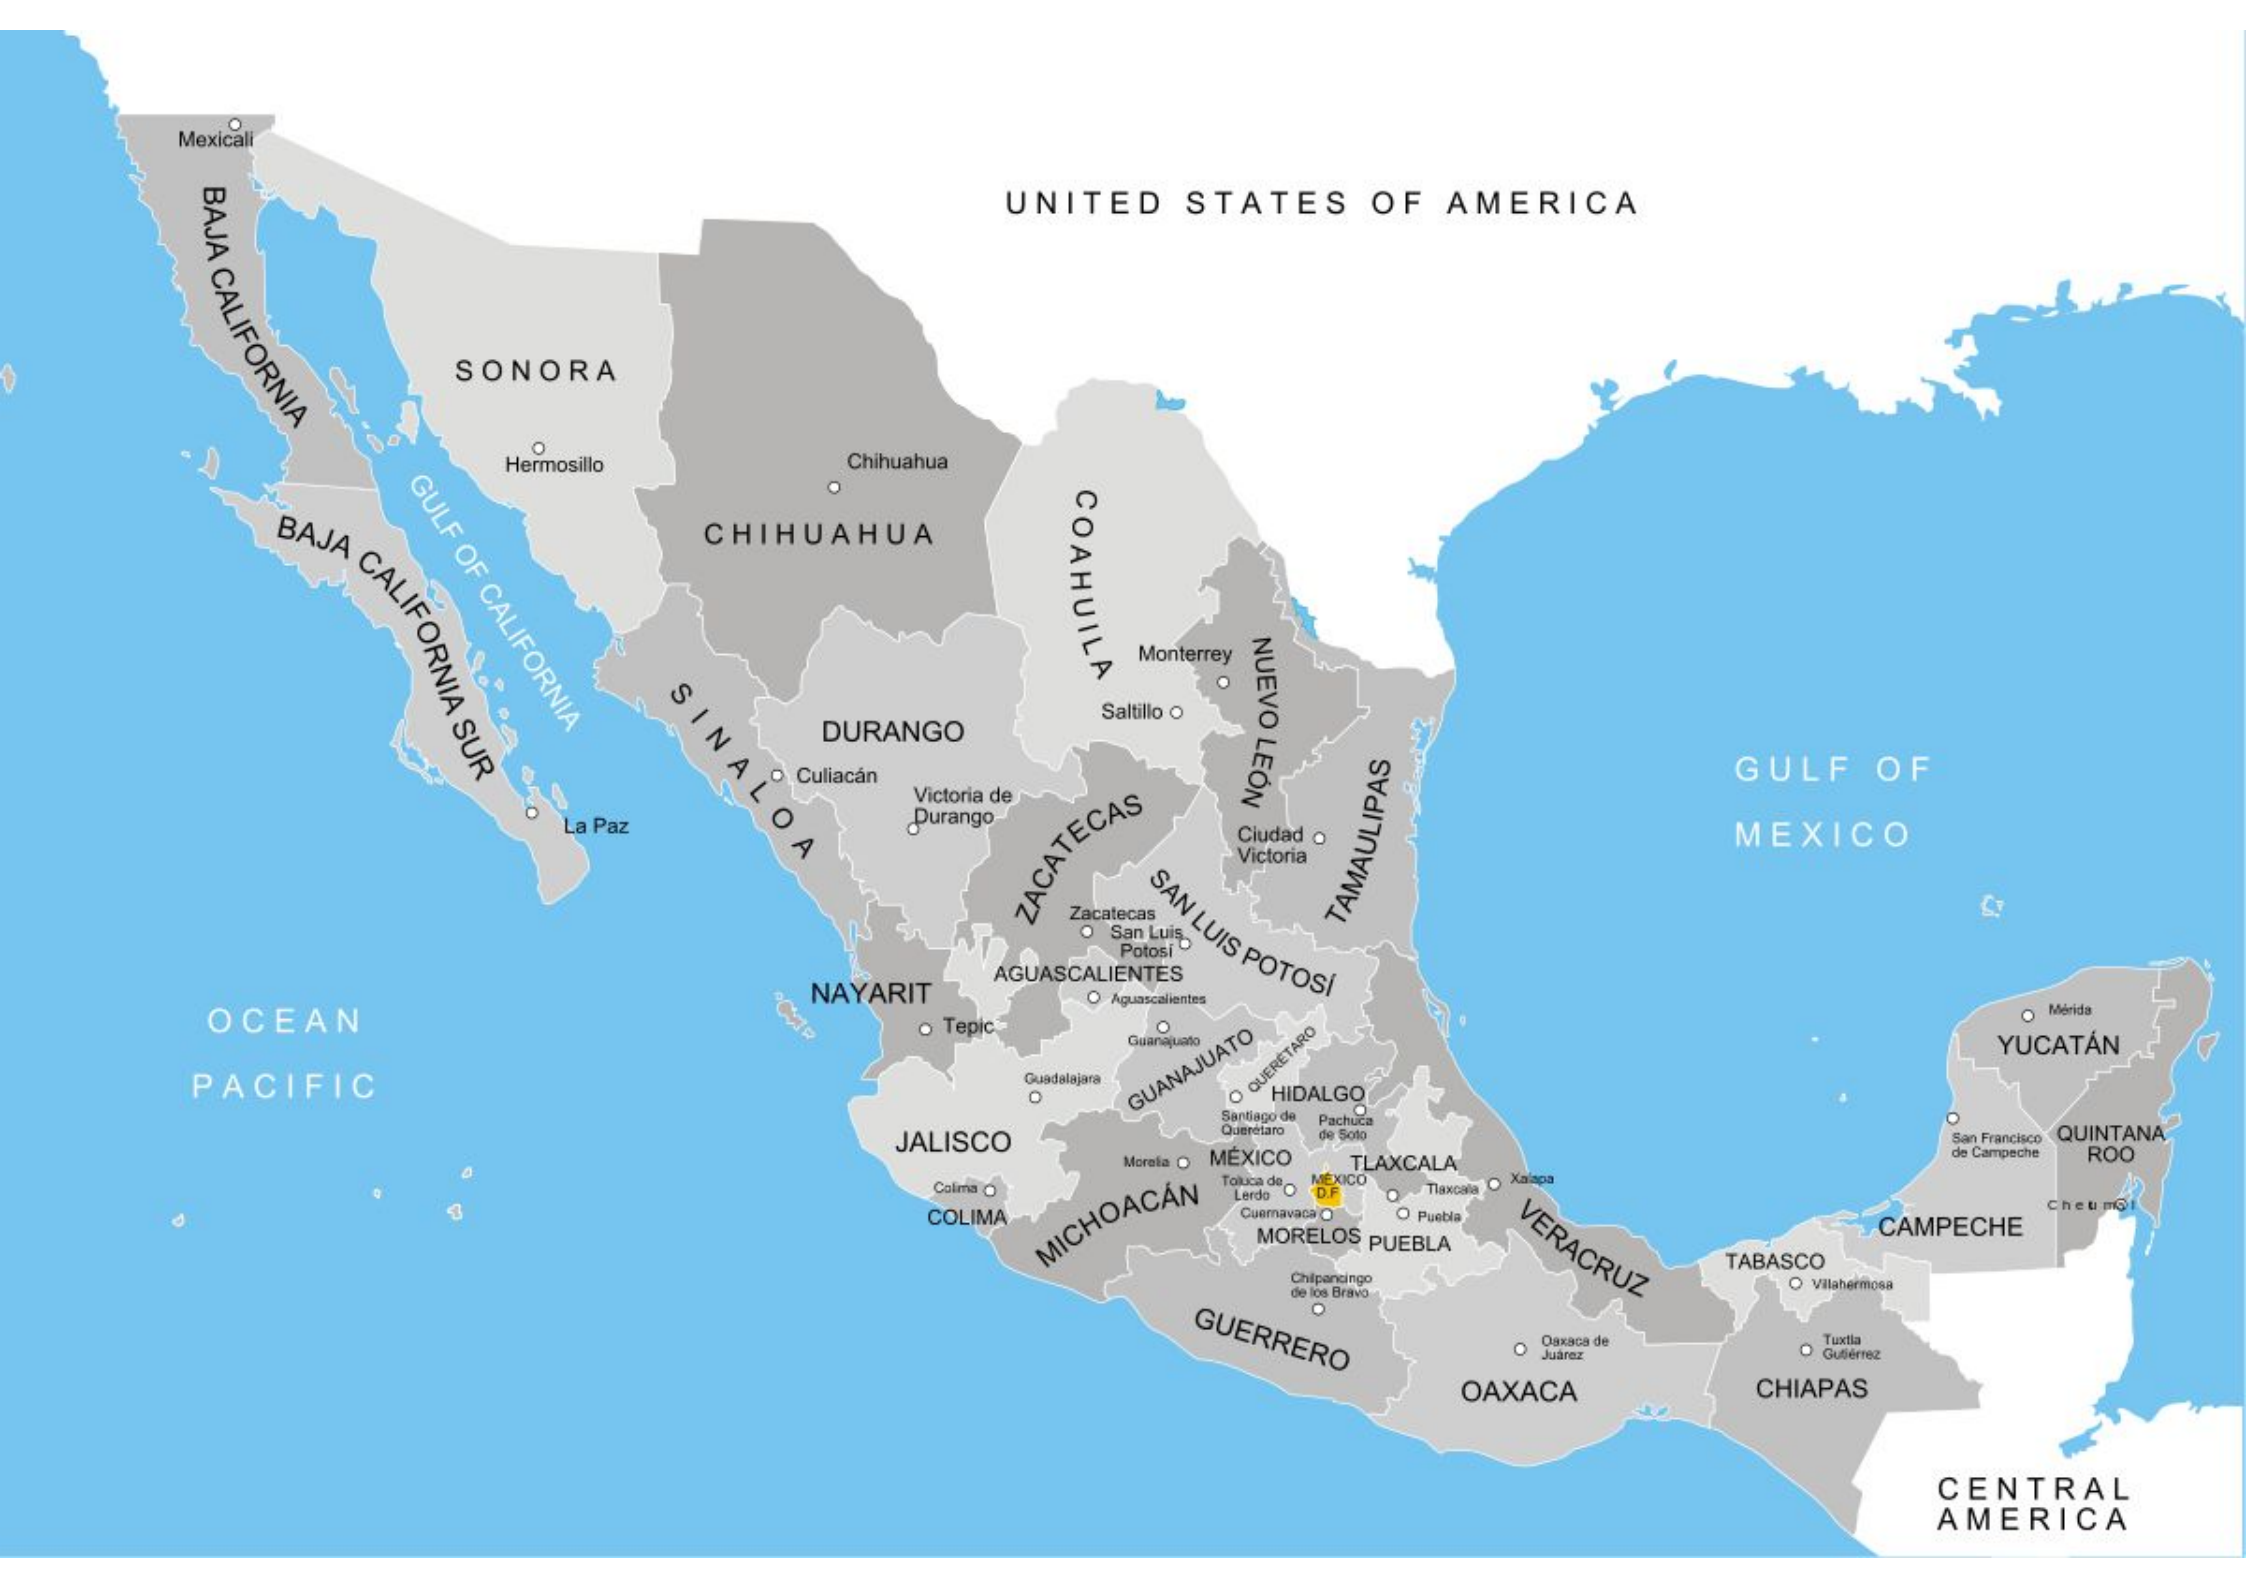 Mexicali
BAJA CALIFORNIA
UNITED STATES OF AMERICA
SONORA
Hermosillo
Chihuahua
CHIHUAHUA
COAHUILA
GULF OF CALIFORNIA
BAJA CALIFORNIA SUR
La Paz
SINALOA
Culiacán
DURANGO
Victoria de
Durango
Monterrey
Saltillo
NUEVO LEÓN
Ciudad
Victoria
TAMAULIPAS
GULF OF
MEXICO
ZACATECAS
Zacatecas
San Luis
Potosí
SAN LUIS POTOSÍ
AGUASCALIENTES
Aguascalientes
NAYARIT
Tepic
OCEAN
PACIFIC
Guanajuato
GUANAJUATO
QUERÉTARO
Santiago de
Querétaro
HIDALGO
Pachuca
de Soto
Guadalajara
JALISCO
Colima
COLIMA
Morelia
MICHOACÁN
MÉXICO
Toluca de
Lerdo
MÉXICO
D.F
Cuernavaca
MORELOS
TLAXCALA
Tlaxcala
Puebla
PUEBLA
Xalapa
VERACRUZ
Chilpancingo
de los Bravo
GUERRERO
Oaxaca de
Juárez
OAXACA
TABASCO
Villahermosa
Tuxtla
Gutiérrez
CHIAPAS
Mérida
YUCATÁN
San Francisco
de Campeche
CAMPECHE
QUINTANA
ROO
Chetumal
CENTRAL
AMERICA